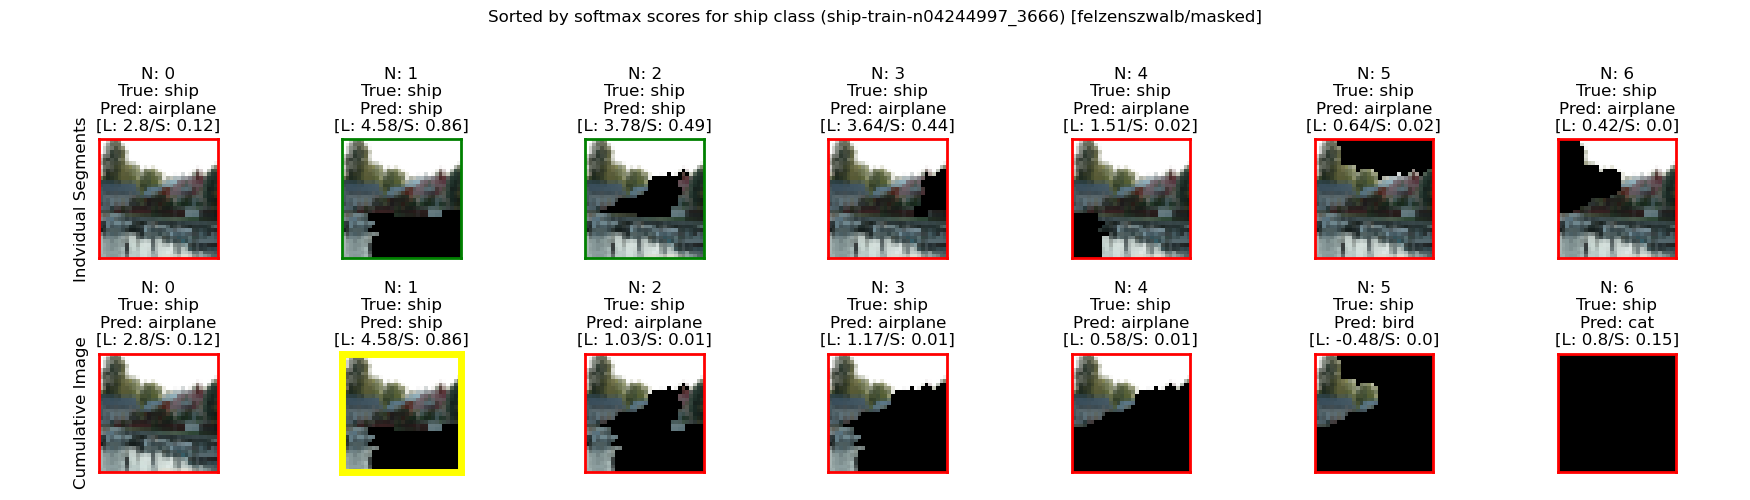 Sorted by softmax scores for ship class (ship-train-n04244997_3666) [felzenszwalb/masked]
Indvidual Segments
N: 0
True: ship
Pred: airplane
[L: 2.8/S: 0.12]
N: 1
True: ship
Pred: ship
[L: 4.58/S: 0.86]
N: 2
True: ship
Pred: ship
[L: 3.78/S: 0.49]
N: 3
True: ship
Pred: airplane
[L: 3.64/S: 0.44]
N: 4
True: ship
Pred: airplane
[L: 1.51/S: 0.02]
N: 5
True: ship
Pred: airplane
[L: 0.64/S: 0.02]
N: 6
True: ship
Pred: airplane
[L: 0.42/S: 0.0]
Cumulative Image
N: 0
True: ship
Pred: airplane
[L: 2.8/S: 0.12]
N: 1
True: ship
Pred: ship
[L: 4.58/S: 0.86]
N: 2
True: ship
Pred: airplane
[L: 1.03/S: 0.01]
N: 3
True: ship
Pred: airplane
[L: 1.17/S: 0.01]
N: 4
True: ship
Pred: airplane
[L: 0.58/S: 0.01]
N: 5
True: ship
Pred: bird
[L: -0.48/S: 0.0]
N: 6
True: ship
Pred: cat
[L: 0.8/S: 0.15]